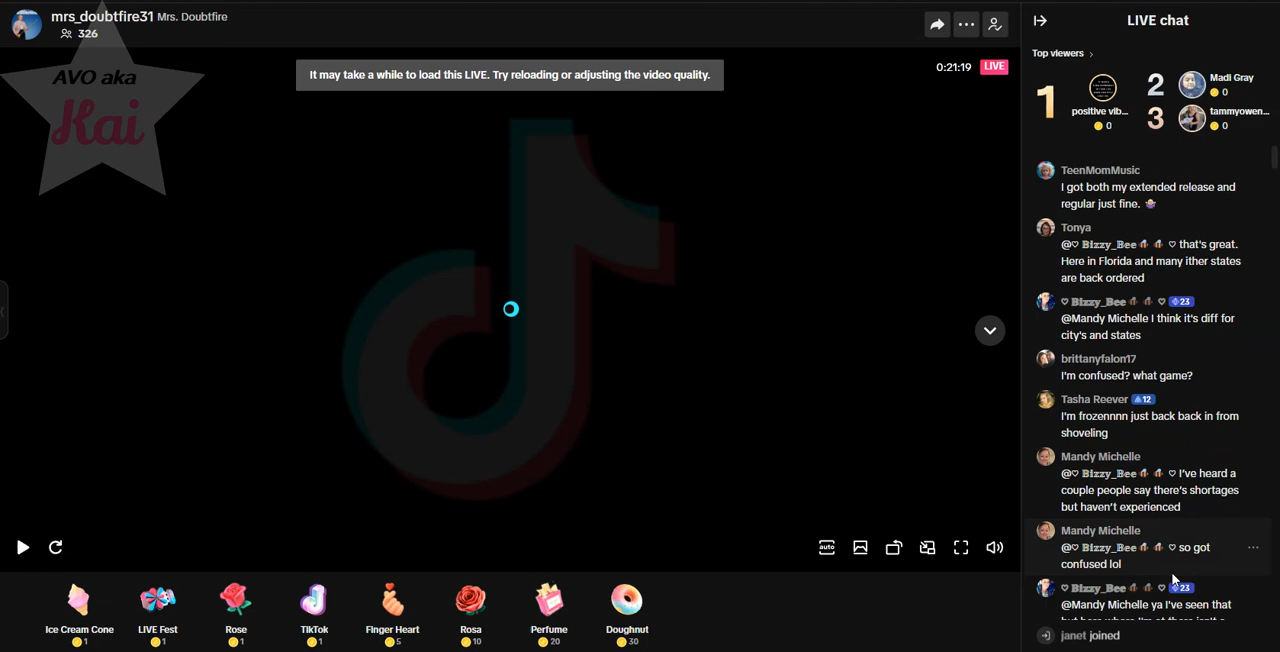 mrs_doubtfire31 Mrs. Doubtfire
326
AVO aka
Kai
It may take a while to load this LIVE. Try reloading or adjusting the video quality.
0:21:19 LIVE
LIVE chat
Top viewers
1
positive vib...
0
2
Madl Gray
0
3
tammyowen...
0
TeenMomMusic
I got both my extended release and
regular just fine.
Tonya
@♡ Bizzy_Bee ♡ that's great.
Here in Florida and many ither states
are back ordered
♡ Bizzy_Bee ♡ 23
@Mandy Michelle I think it's diff for
city's and states
brittanyfalon17
I'm confused? what game?
Tasha Reever 12
I'm frozennnn just back back in from
shoveling
Mandy Michelle
@♡ Bizzy_Bee ♡ I've heard a
couple people say there's shortages
but haven't experienced
Mandy Michelle
@♡ Bizzy_Bee ♡ so got
confused lol
♡ Bizzy_Bee ♡ 23
@Mandy Michelle ya I've seen that
janet joined
auto
Ice Cream Cone
1
LIVE Fest
1
Rose
1
TikTok
1
Finger Heart
5
Rosa
10
Perfume
20
Doughnut
30